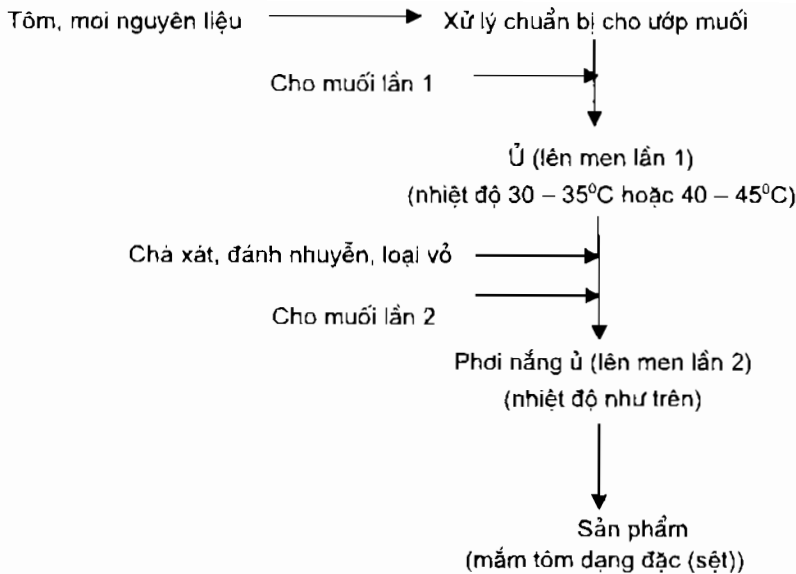 Tôm, moi nguyên liệu
Xử lý chuẩn bị cho ướp muối
Cho muối lần 1
Ủ (lên men lần 1)
(nhiệt độ 30 – 35⁰C hoặc 40 – 45⁰C)
Chà xát, đánh nhuyễn, loại vỏ
Cho muối lần 2
Phơi nắng ủ (lên men lần 2)
(nhiệt độ như trên)
Sản phẩm
(mắm tôm dạng đặc (sệt))